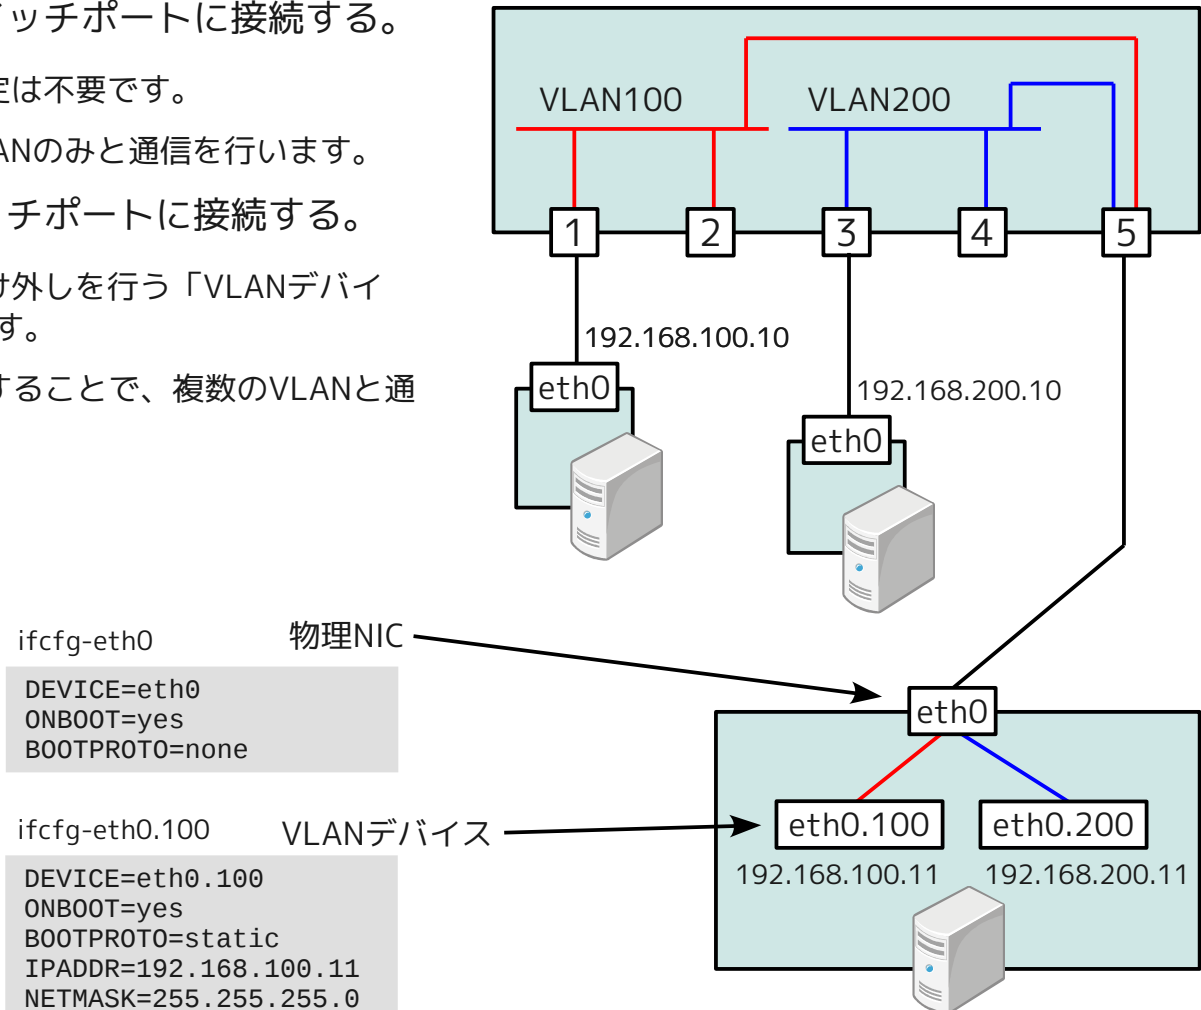 ッチポートに接続する。
定は不要です。
ANのみと通信を行います。
チポートに接続する。
け外しを行う「VLANデバイ
す。
することで、複数のVLANと通
VLAN100
VLAN200
1
2
3
4
5
192.168.100.10
eth0
192.168.200.10
eth0
ifcfg-eth0
物理NIC
DEVICE=eth0
ONBOOT=yes
BOOTPROTO=none
eth0
ifcfg-eth0.100
VLANデバイス
eth0.100
eth0.200
192.168.100.11
192.168.200.11
DEVICE=eth0.100
ONBOOT=yes
BOOTPROTO=static
IPADDR=192.168.100.11
NETMASK=255.255.255.0